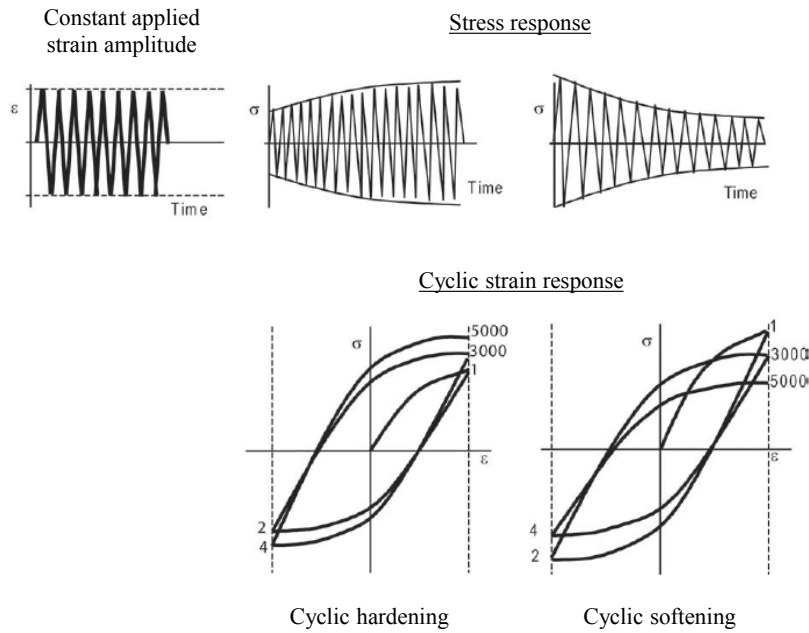 Constant applied
strain amplitude
Stress response
ε
Time
σ
Time
σ
Time
Cyclic strain response
σ
5000
3000
1
ε
2
4
σ
1
3000
5000
ε
4
2
Cyclic hardening
Cyclic softening